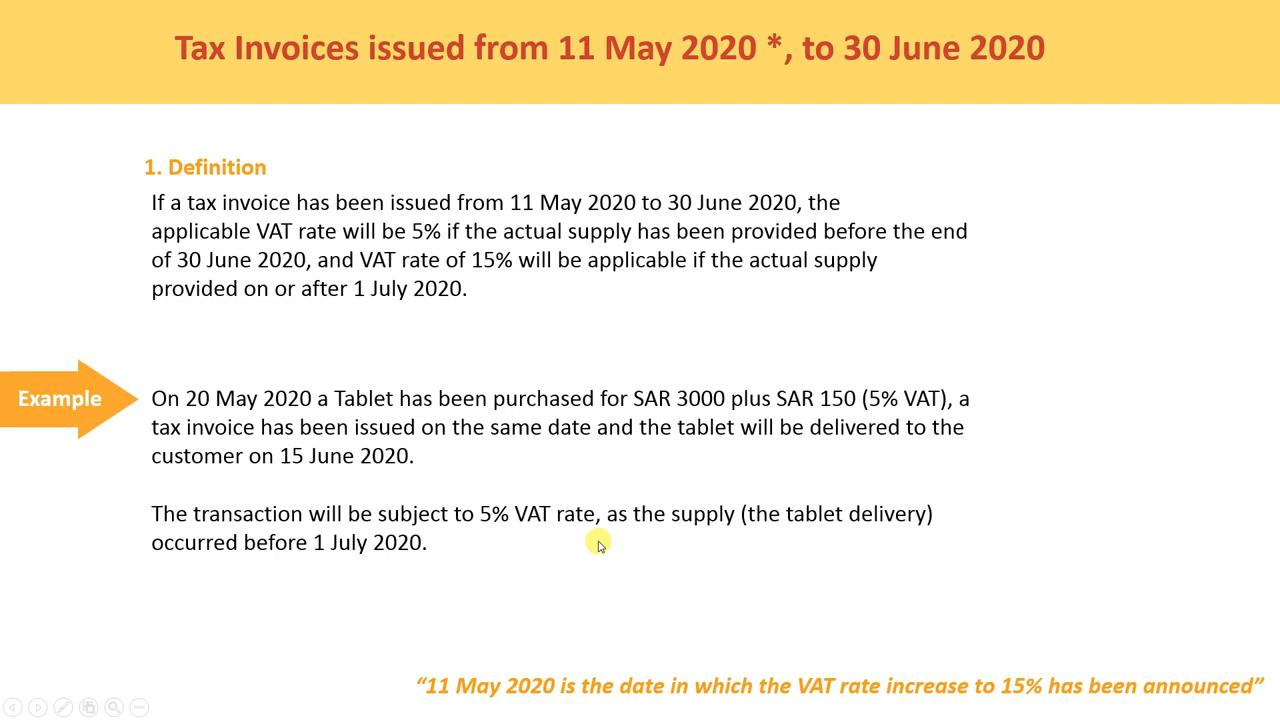 Tax Invoices issued from 11 May 2020 *, to 30 June 2020
1. Definition
If a tax invoice has been issued from 11 May 2020 to 30 June 2020, the
applicable VAT rate will be 5% if the actual supply has been provided before the end
of 30 June 2020, and VAT rate of 15% will be applicable if the actual supply
provided on or after 1 July 2020.
Example
On 20 May 2020 a Tablet has been purchased for SAR 3000 plus SAR 150 (5% VAT), a
tax invoice has been issued on the same date and the tablet will be delivered to the
customer on 15 June 2020.
The transaction will be subject to 5% VAT rate, as the supply (the tablet delivery)
occurred before 1 July 2020.
“11 May 2020 is the date in which the VAT rate increase to 15% has been announced”